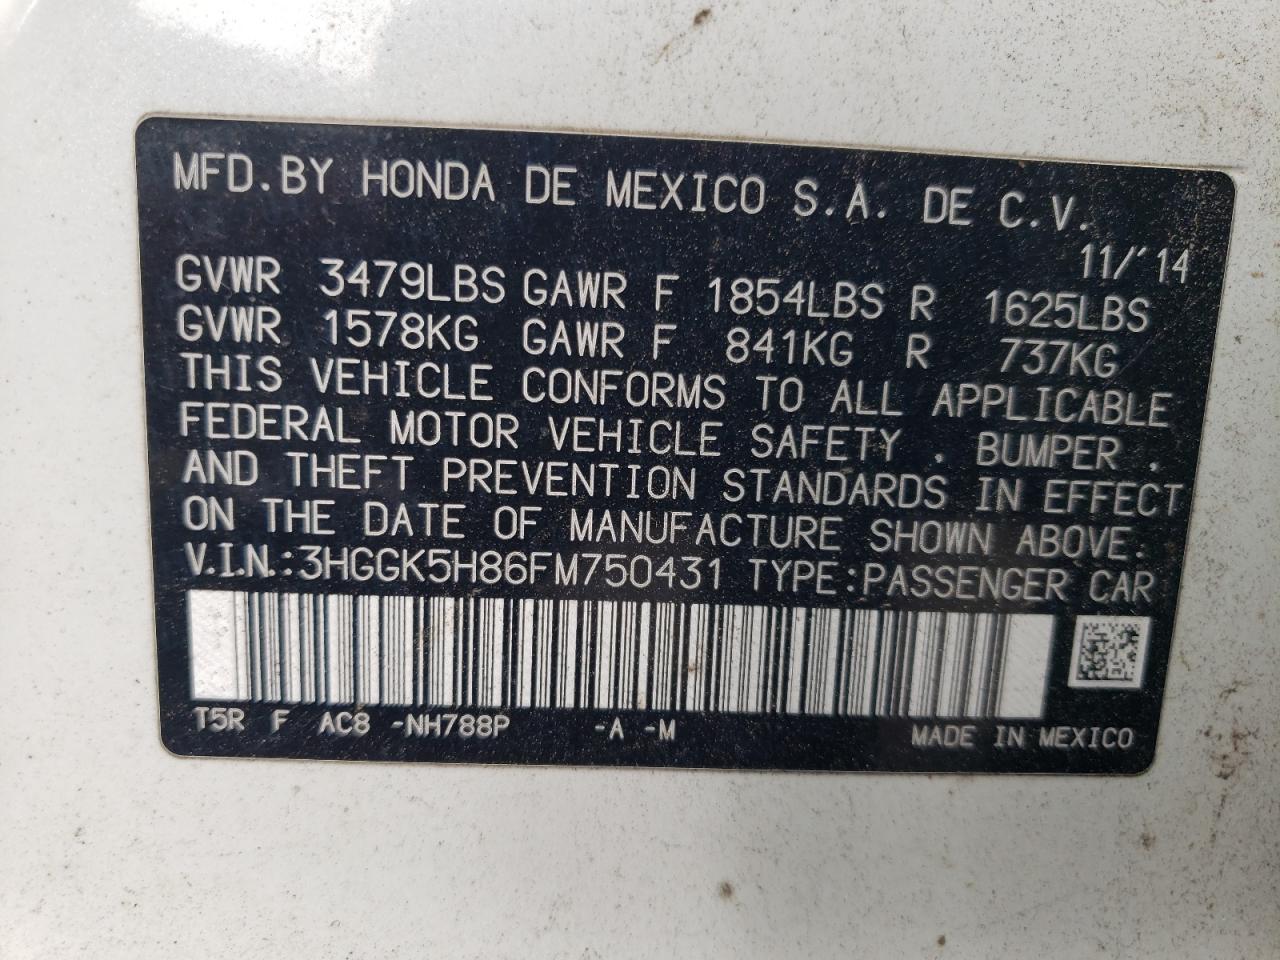 MFD.BY HONDA DE MEXICO S.A. DE C.V.
11/'14
GVWR 3479LBS GAWR F 1854LBS R 1625LBS
GVWR 1578KG GAWR F 841KG R 737KG
THIS VEHICLE CONFORMS TO ALL APPLICABLE
FEDERAL MOTOR VEHICLE SAFETY , BUMPER ,
AND THEFT PREVENTION STANDARDS IN EFFECT
ON THE DATE OF MANUFACTURE SHOWN ABOVE.
V.I.N.:3HGGK5H86FM750431 TYPE:PASSENGER CAR
T5R F AC8 -NH788P -A -M MADE IN MEXICO